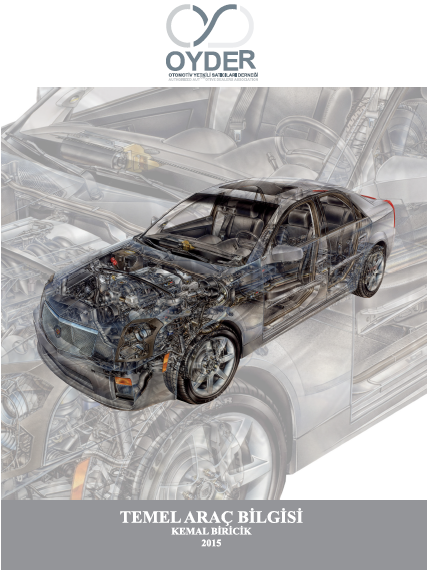 OYDER
OTOMOTİV YETKİLİ SATICILARI DERNEĞİ
TEMEL ARAÇ BİLGİSİ
KEMAL BİRİCİK
2015